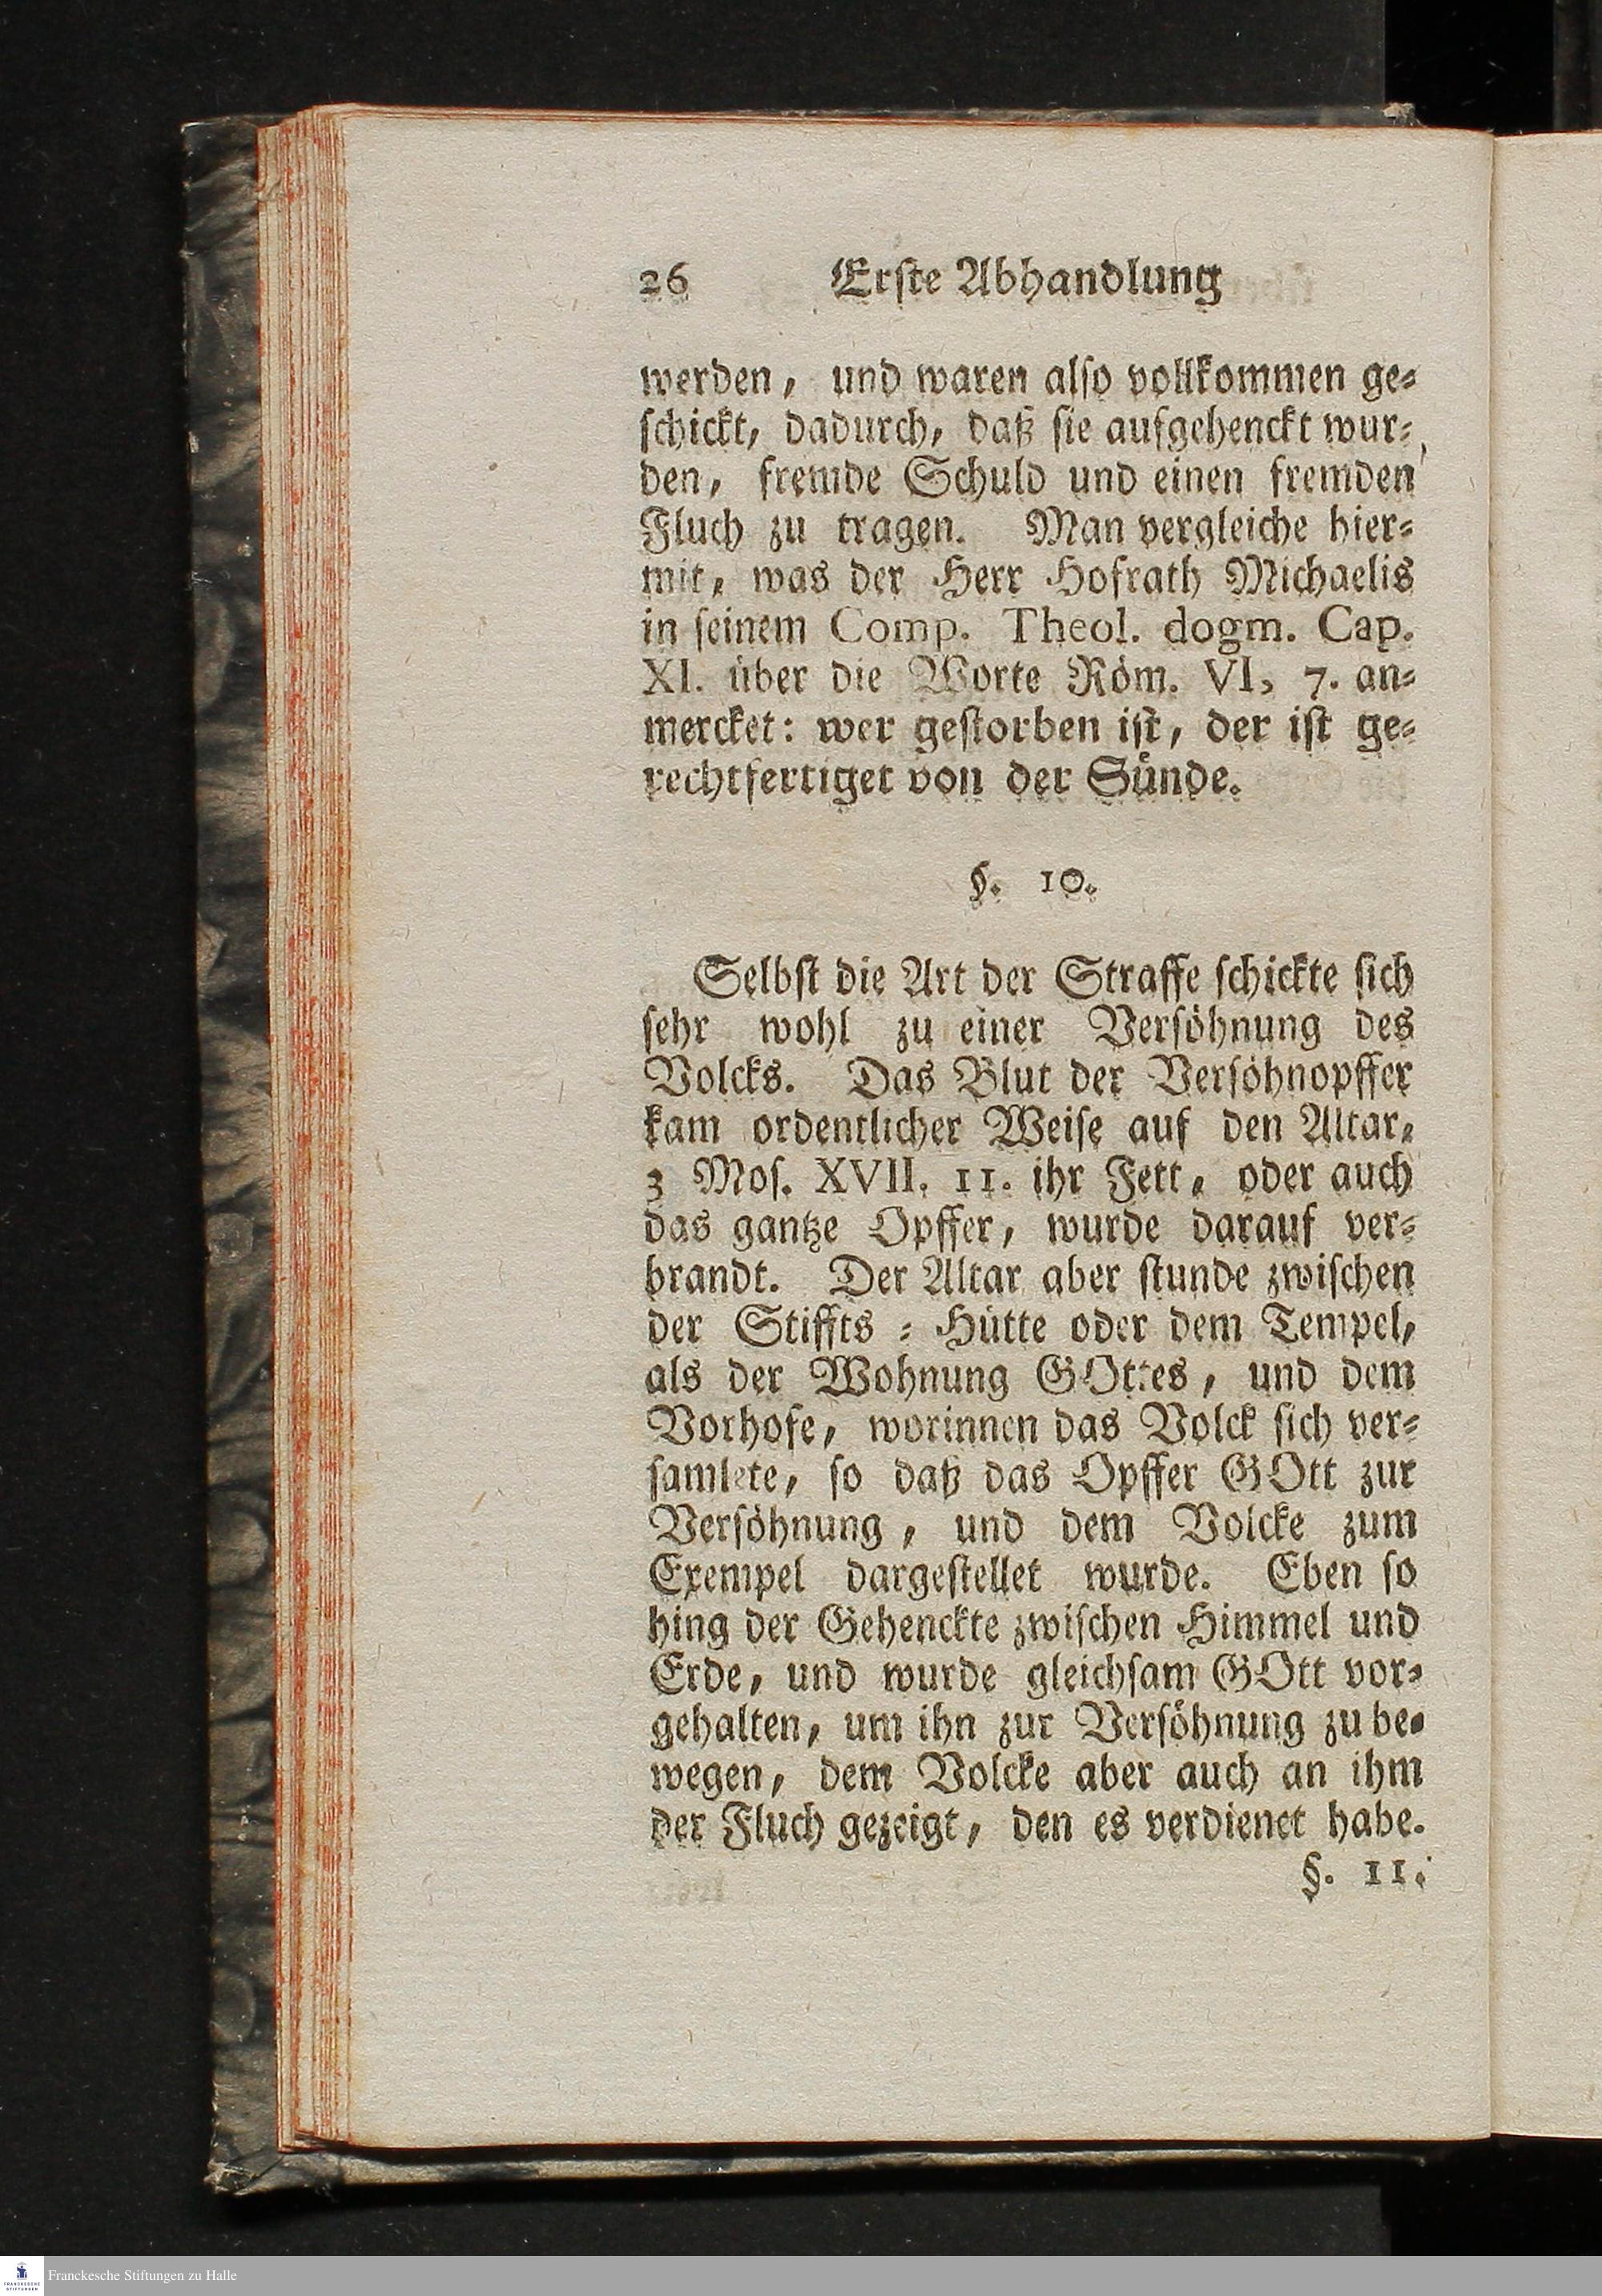 26 Erste Abhandlung
werden, und waren also vollkommen ge-
schickt, dadurch, daß sie aufgehenckt wur-
den, fremde Schuld und einen fremden
Fluch zu tragen. Man vergleiche hier-
mit, was der Herr Hofrath Michaelis
in seinem Comp. Theol. dogm. Cap.
XI. über die Worte Röm. VI, 7. an-
mercket: wer gestorben ist, der ist ge-
rechtfertiget von der Sünde.
§. 10.
Selbst die Art der Straffe schickte sich
sehr wohl zu einer Versöhnung des
Volcks. Das Blut der Versöhnopffer
kam ordentlicher Weise auf den Altar,
3 Mos. XVII. 11. ihr Fett, oder auch
das gantze Opffer, wurde darauf ver-
brandt. Der Altar aber stunde zwischen
der Stiffts - Hütte oder dem Tempel,
als der Wohnung GOttes, und dem
Vorhofe, worinnen das Volck sich ver-
samlete, so daß das Opffer GOtt zur
Versöhnung, und dem Volcke zum
Exempel dargestellet wurde. Eben so
hing der Gehenckte zwischen Himmel und
Erde, und wurde gleichsam GOtt vor-
gehalten, um ihn zur Versöhnung zu be-
wegen, dem Volcke aber auch an ihm
der Fluch gezeigt, den es verdienet habe.
§. 11.
FRANCKESCHE
STIFTUNGEN
Franckesche Stiftungen zu Halle